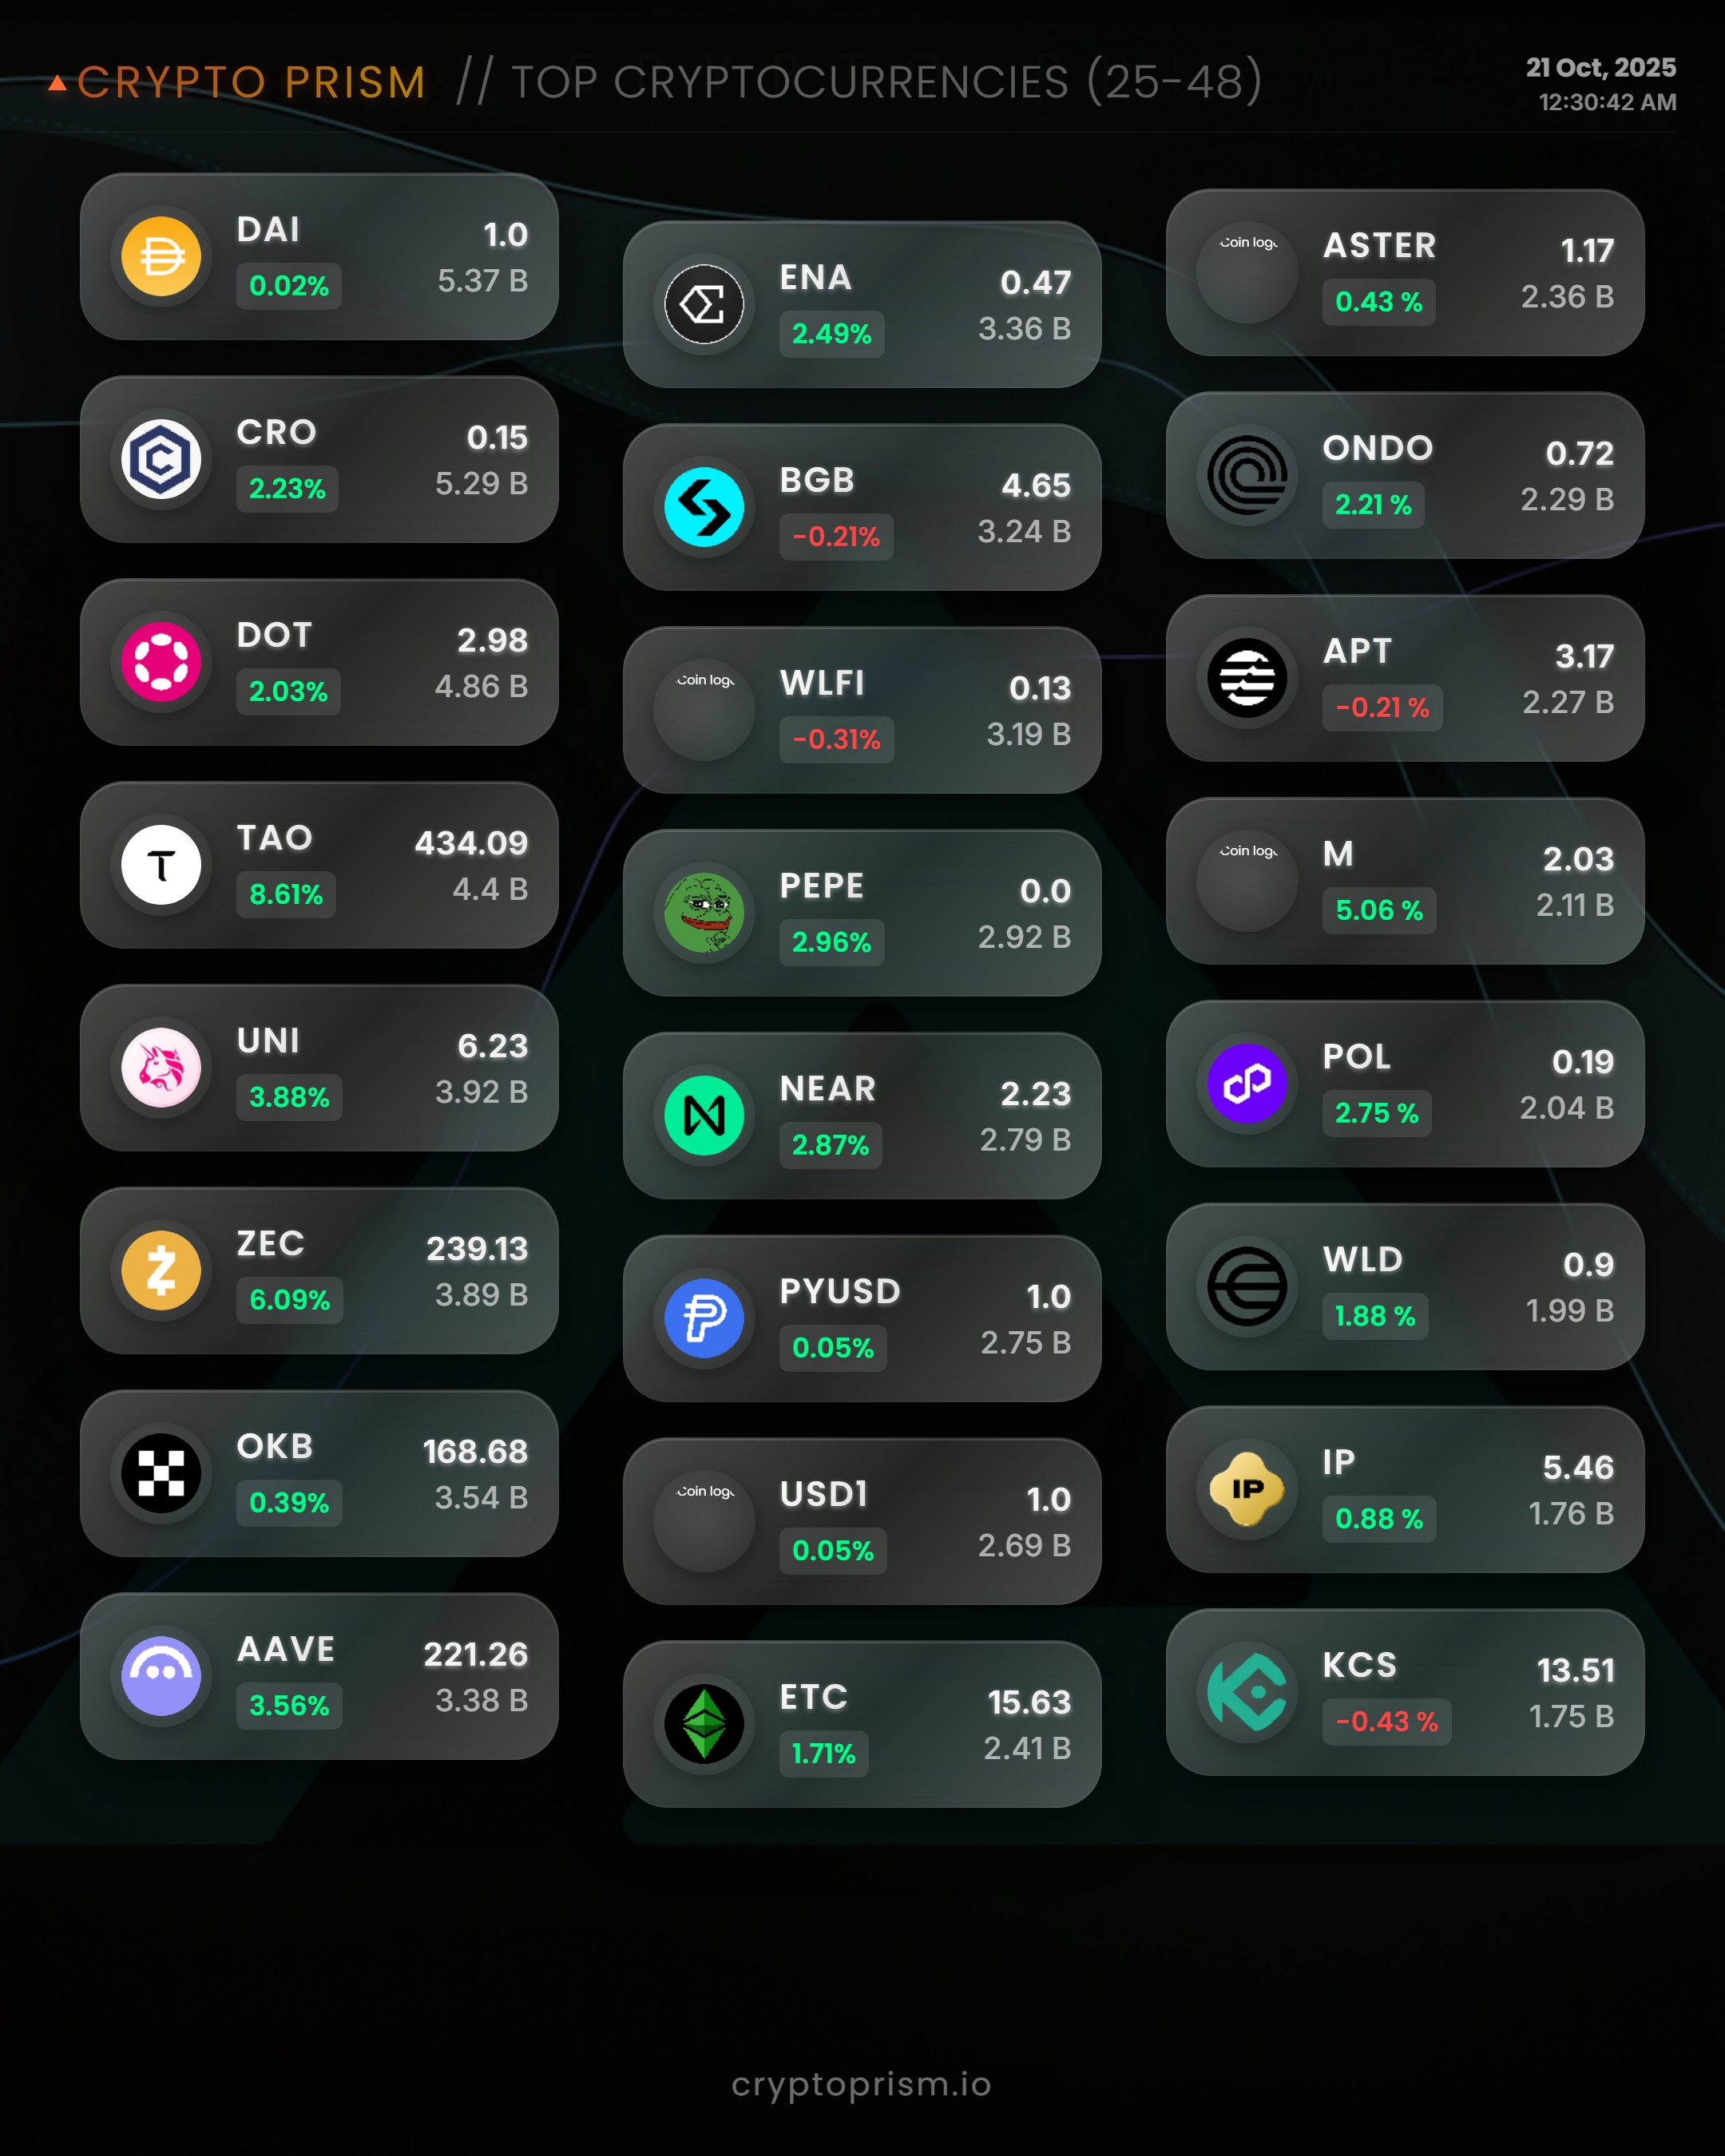 CRYPTO PRISM // TOP CRYPTOCURRENCIES (25-48)
21 Oct, 2025
12:30:42 AM
DAI
1.0
0.02%
5.37 B
CRO
0.15
2.23%
5.29 B
DOT
2.98
2.03%
4.86 B
TAO
434.09
8.61%
4.4 B
UNI
6.23
3.88%
3.92 B
ZEC
239.13
6.09%
3.89 B
OKB
168.68
0.39%
3.54 B
AAVE
221.26
3.56%
3.38 B
ENA
0.47
2.49%
3.36 B
BGB
4.65
-0.21%
3.24 B
Coin log
WLFI
0.13
-0.31%
3.19 B
PEPE
0.0
2.96%
2.92 B
NEAR
2.23
2.87%
2.79 B
PYUSD
1.0
0.05%
2.75 B
Coin log
USD1
1.0
0.05%
2.69 B
ETC
15.63
1.71%
2.41 B
Coin log
ASTER
1.17
0.43 %
2.36 B
ONDO
0.72
2.21 %
2.29 B
APT
3.17
-0.21 %
2.27 B
Coin log
M
2.03
5.06 %
2.11 B
POL
0.19
2.75 %
2.04 B
WLD
0.9
1.88 %
1.99 B
IP
IP
5.46
0.88 %
1.76 B
KCS
13.51
-0.43 %
1.75 B
cryptoprism.io